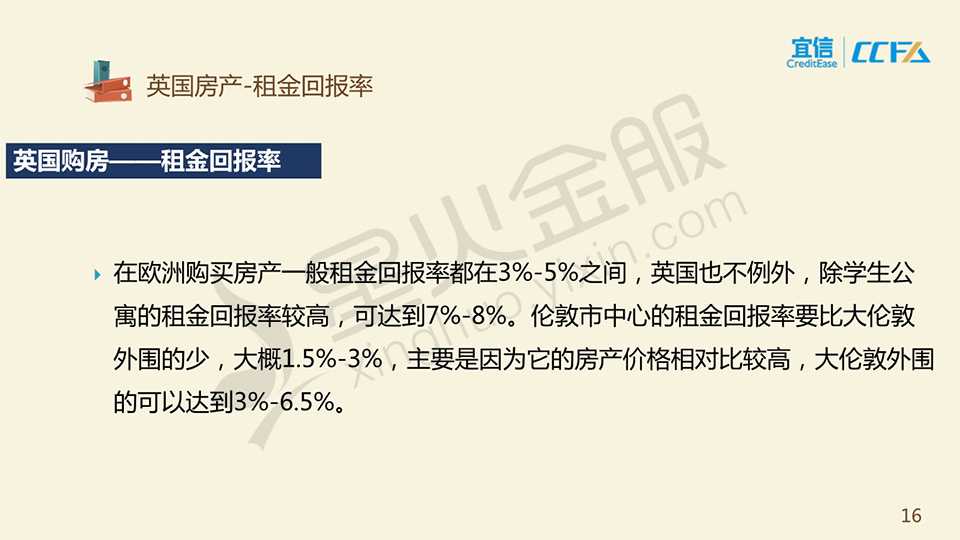 宜信
CreditEase
CCFA
英国房产-租金回报率
英国购房——租金回报率
在欧洲购买房产一般租金回报率都在3%-5%之间，英国也不例外，除学生公
寓的租金回报率较高，可达到7%-8%。伦敦市中心的租金回报率要比大伦敦
外围的少，大概1.5%-3%，主要是因为它的房产价格相对比较高，大伦敦外围
的可以达到3%-6.5%。
星火金服
xinghuo.yixin.com
16